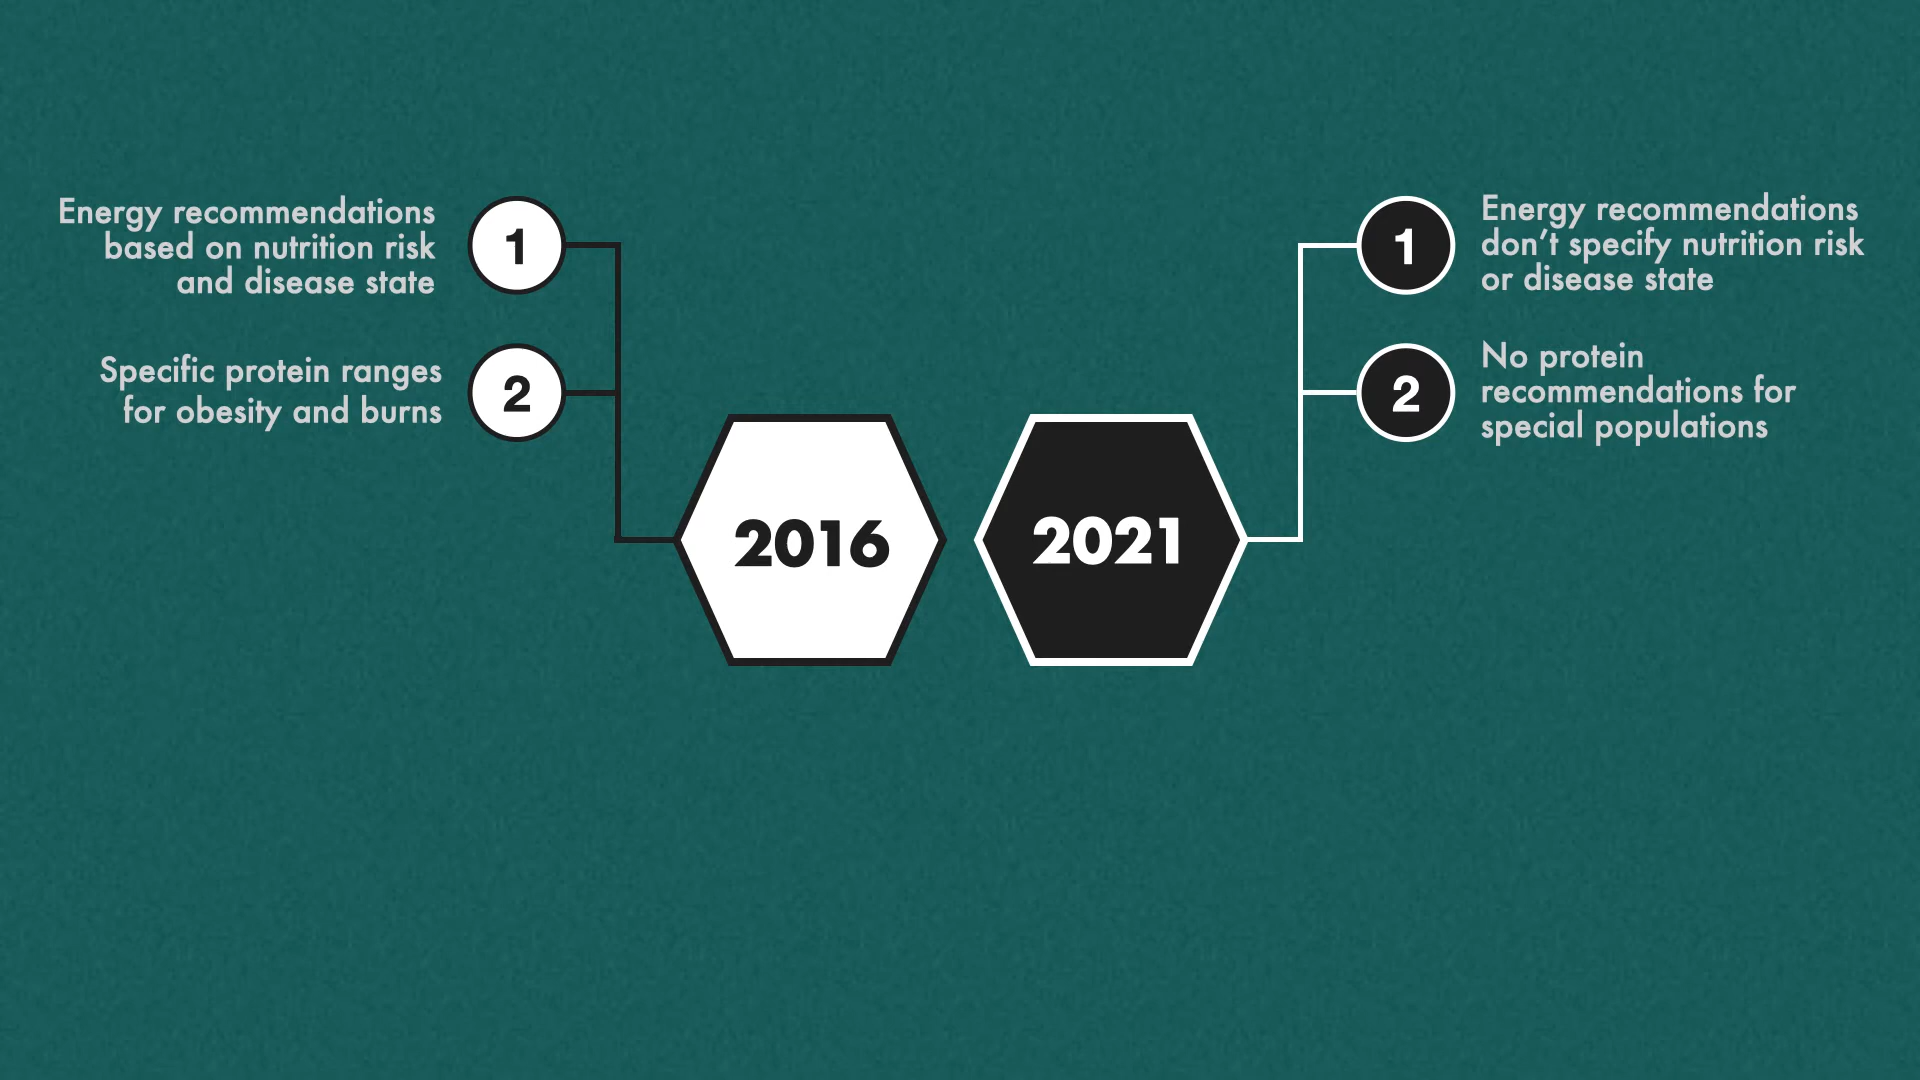 Energy recommendations
based on nutrition risk
and disease state
1
Specific protein ranges
for obesity and burns
2
2016
2021
1
Energy recommendations
don’t specify nutrition risk
or disease state
2
No protein
recommendations for
special populations